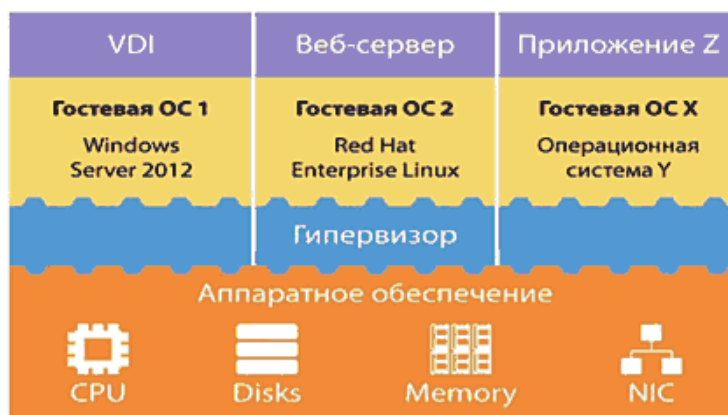 VDI
Веб-сервер
Приложение Z
Гостевая ОС 1
Windows
Server 2012
Гостевая ОС 2
Red Hat
Enterprise Linux
Гостевая ОС X
Операционная
система Y
Гипервизор
Аппаратное обеспечение
CPU
Disks
Memory
NIC